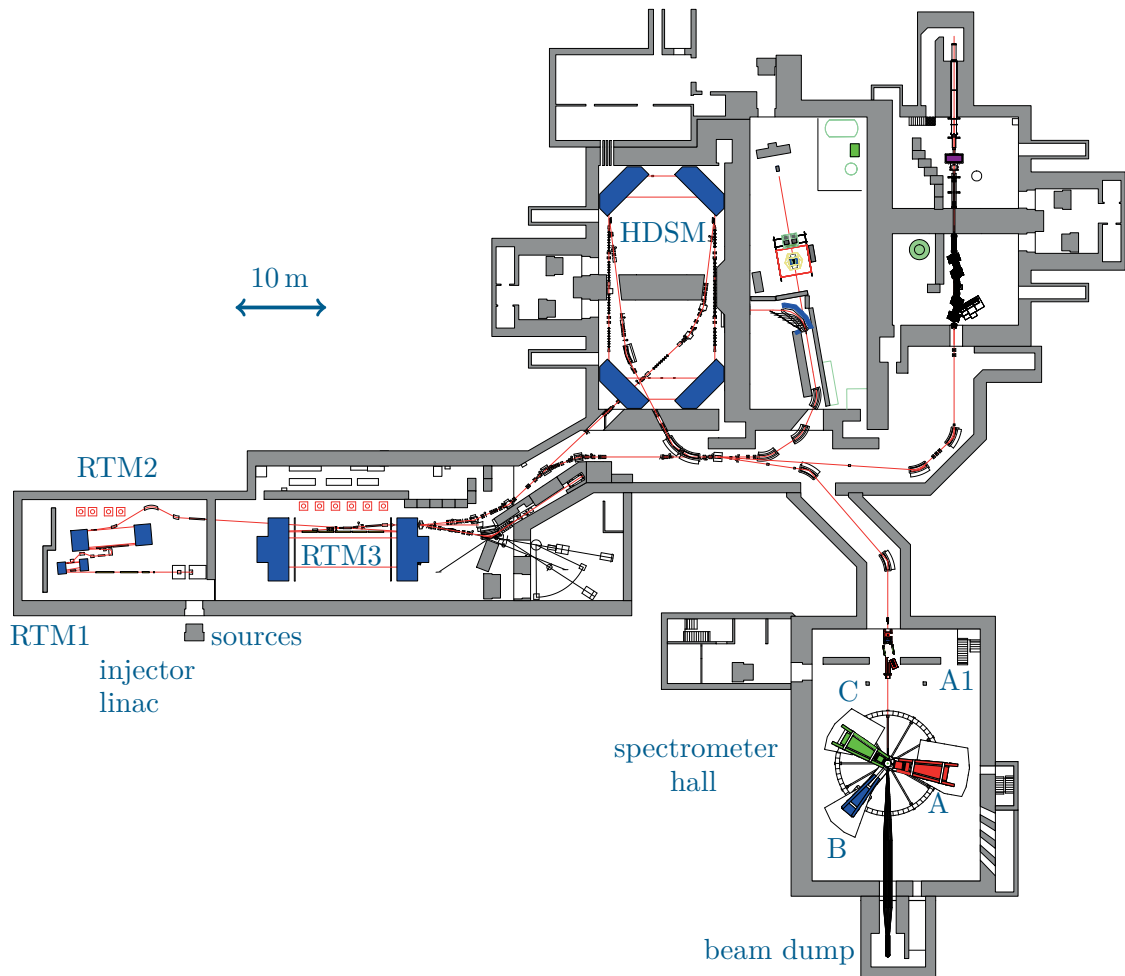 HDSM
10 m
RTM2
RTM3
RTM1
sources
injector
linac
A1
C
spectrometer
hall
A
B
beam dump